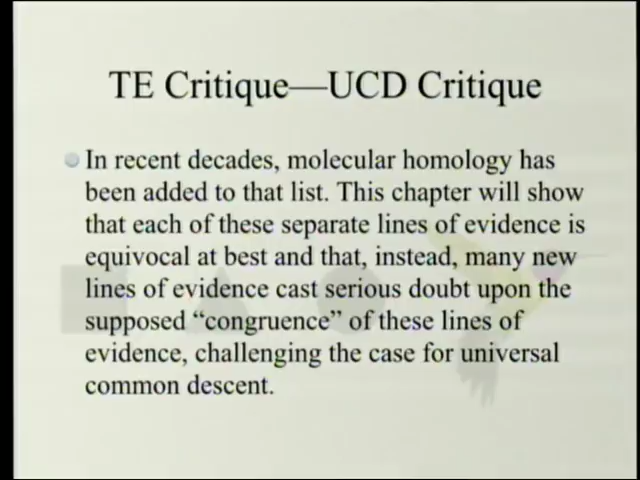 TE Critique—UCD Critique
In recent decades, molecular homology has
been added to that list. This chapter will show
that each of these separate lines of evidence is
equivocal at best and that, instead, many new
lines of evidence cast serious doubt upon the
supposed “congruence” of these lines of
evidence, challenging the case for universal
common descent.